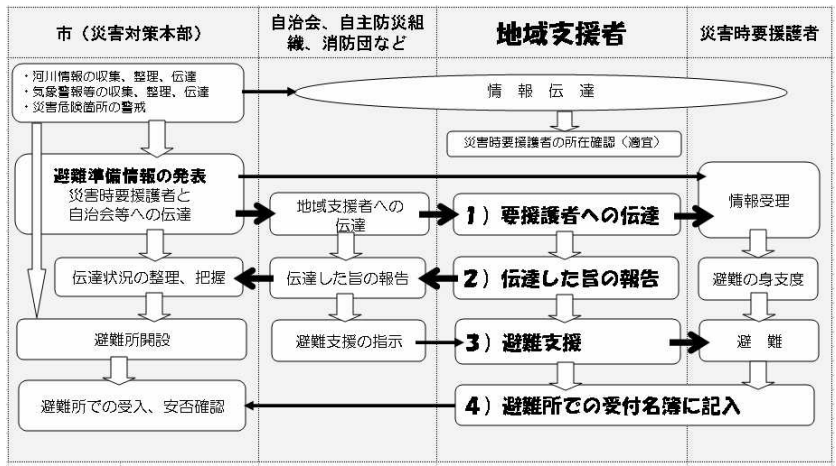 市（災害対策本部）
自治会、自主防災組
織、消防団など
地域支援者
災害時要援護者
・河川情報の収集、整理、伝達
・気象警報等の収集、整理、伝達
・災害危険箇所の警戒
情　報　伝　達
災害時要援護者の所在確認（適宜）
避難準備情報の発表
災害時要援護者と
自治会等への伝達
地域支援者への
伝達
1）要援護者への伝達
情報受理
伝達状況の整理、把握
伝達した旨の報告
2）伝達した旨の報告
避難の身支度
避難所開設
避難支援の指示
3）避難支援
避　難
避難所での受入、安否確認
4）避難所での受付名簿に記入